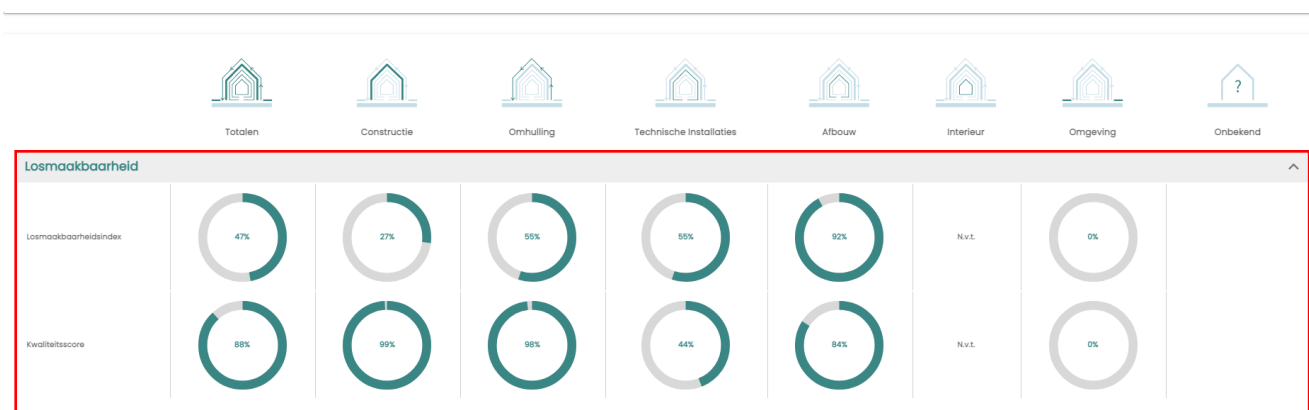 ?
Totalen Constructie Omhulling Technische Installaties Afbouw Interieur Omgeving Onbekend
Losmaakbaarheid
Losmaakbaarheidsindex 47% 27% 55% 55% 92% N.v.t. 0%
Kwaliteitsscore 88% 99% 98% 44% 84% N.v.t. 0%